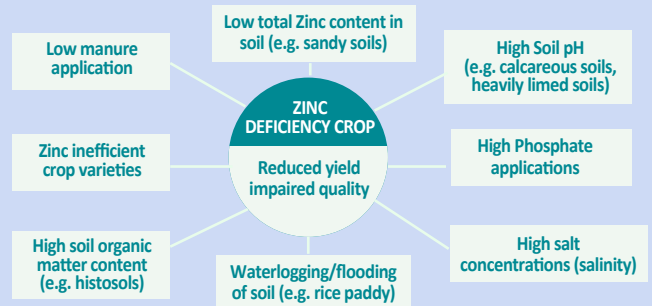 Low total Zinc content in
soil (e.g. sandy soils)
Low manure
application
High Soil pH
(e.g. calcareous soils,
heavily limed soils)
ZINC
DEFICIENCY CROP
Reduced yield
impaired quality
Zinc inefficient
crop varieties
High Phosphate
applications
High soil organic
matter content
(e.g. histosols)
Waterlogging/flooding
of soil (e.g. rice paddy)
High salt
concentrations (salinity)